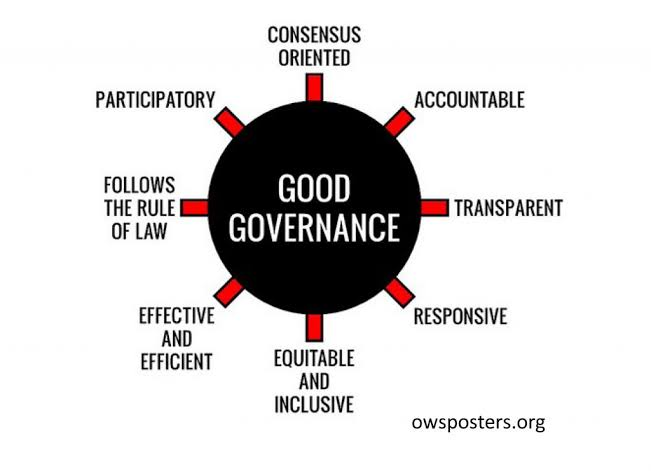 CONSENSUS
ORIENTED
PARTICIPATORY
ACCOUNTABLE
FOLLOWS
THE RULE
OF LAW
GOOD
GOVERNANCE
TRANSPARENT
EFFECTIVE
AND
EFFICIENT
RESPONSIVE
EQUITABLE
AND
INCLUSIVE
owsposters.org